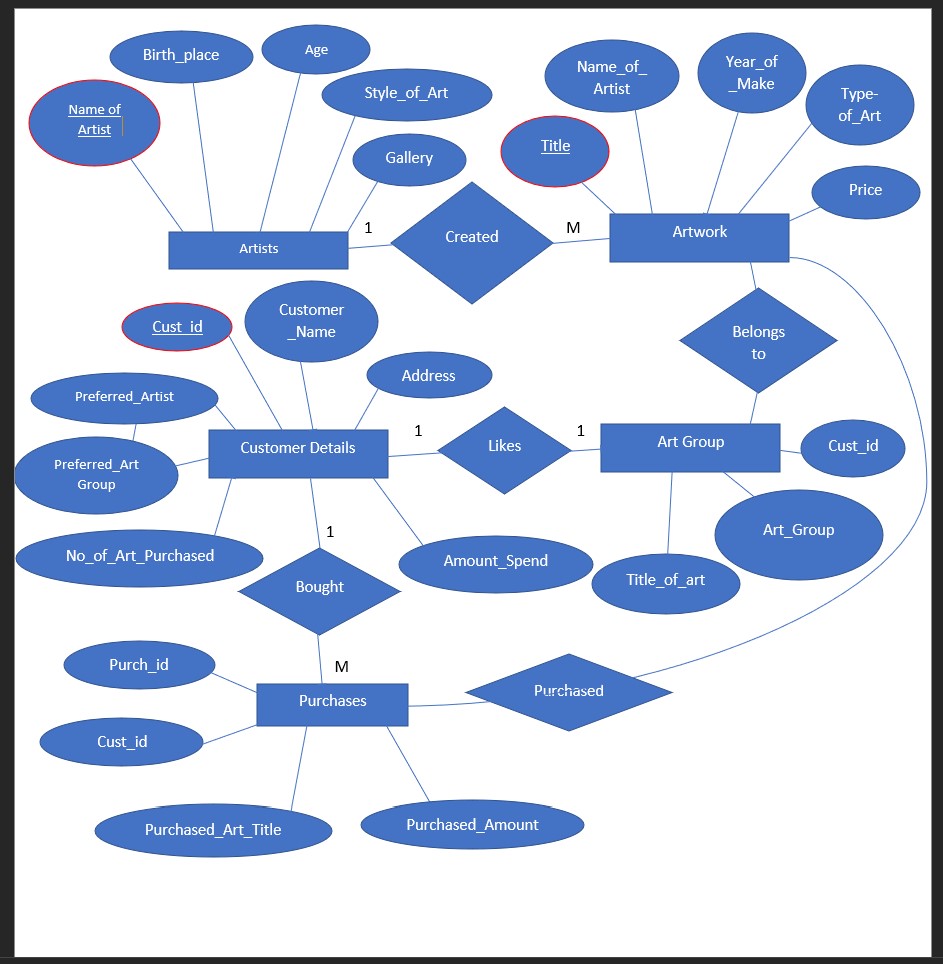 Birth_place
Age
Name of
Artist
Style_of_Art
Gallery
Name_of_
Artist
Year_of
_Make
Type-
of_Art
Title
Price
Artists
1
Created
M
Artwork
Cust_id
Customer
_Name
Belongs
to
Address
Preferred_Artist
Preferred_Art
Group
Customer Details
1
Likes
1
Art Group
Cust_id
No_of_Art_Purchased
1
Bought
Amount_Spend
Title_of_art
Art_Group
Purch_id
M
Purchases
Purchased
Cust_id
Purchased_Art_Title
Purchased_Amount